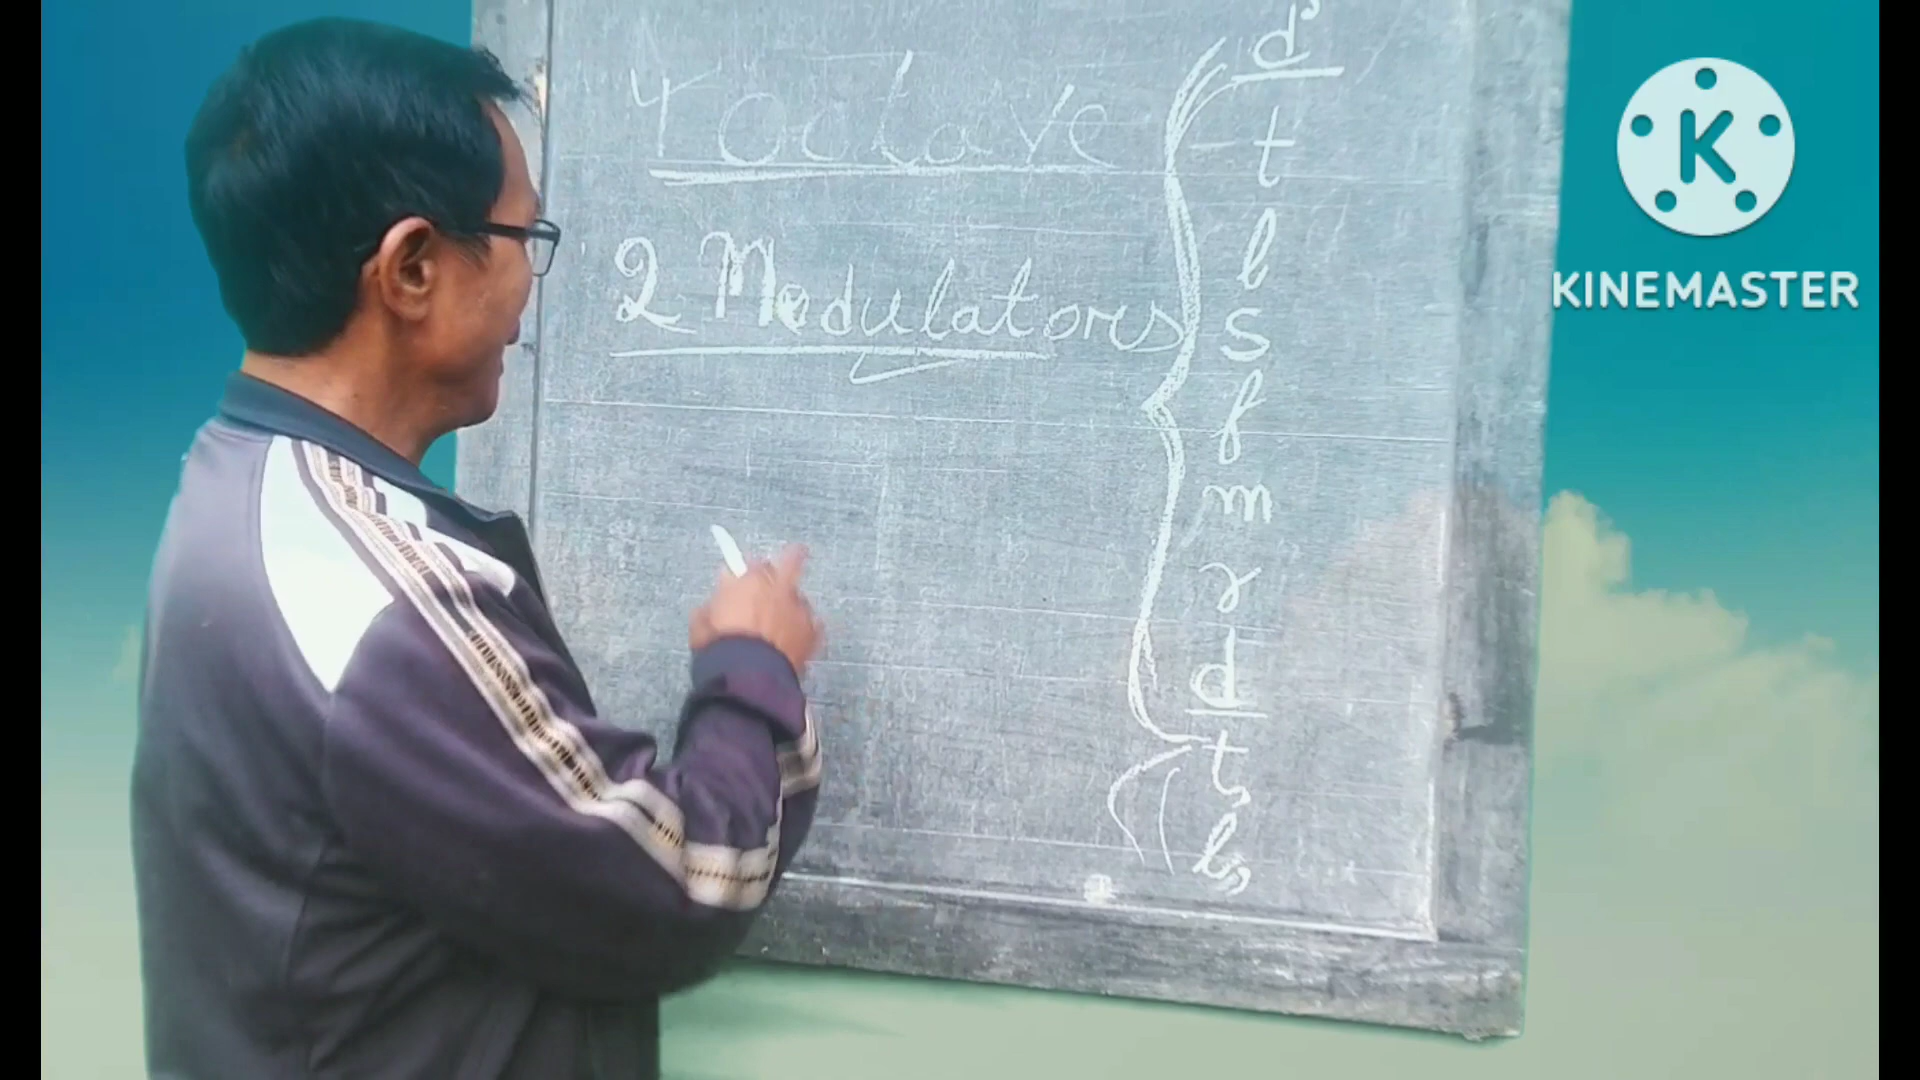 4 octave
2 Modulators
d'
t
l
s
f
m
r
d
t,
l,
K
KINEMASTER